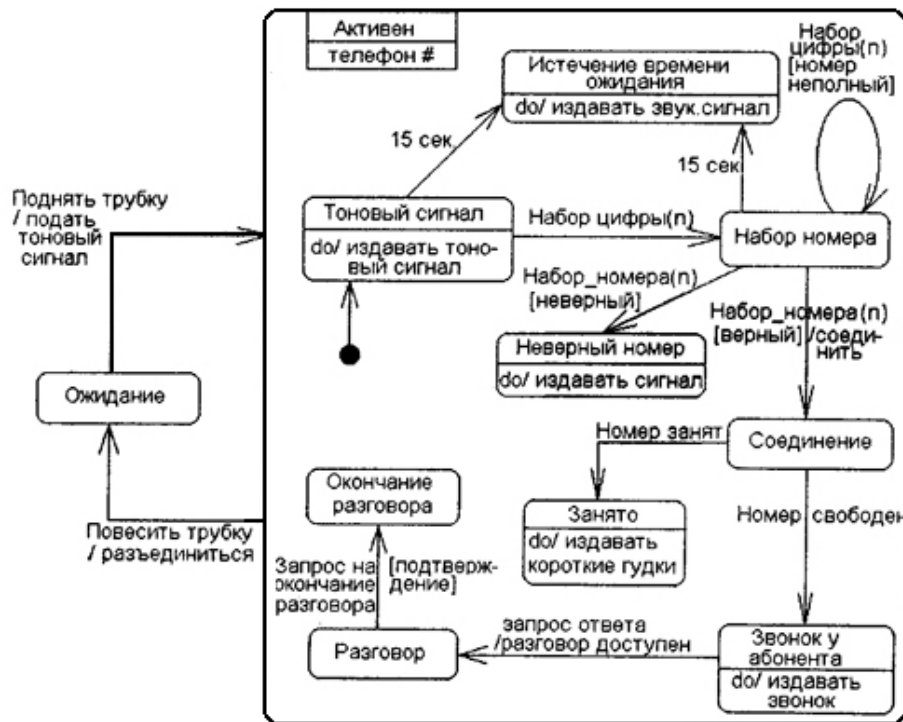 Активен
телефон #
Истечение времени
ожидания
do/ издавать звук.сигнал
Набор
цифры(n)
[номер
неполный]
15 сек.
15 сек
Поднять трубку
/ подать
тоновый
сигнал
Тоновый сигнал
do/ издавать тоно-
вый сигнал
Набор цифры(n)
Набор номера
Набор_номера(n)
[неверный]
Набор_номера(n)
[верный] /соеди-
нить
Неверный номер
do/ издавать сигнал
Ожидание
Номер занят
Соединение
Окончание
разговора
Занято
do/ издавать
короткие гудки
Номер свободен
Повесить трубку
/ разъединиться
Запрос на
окончание
разговора
[подтверж-
дение]
запрос ответа
/разговор доступен
Разговор
Звонок у
абонента
do/ издавать
звонок